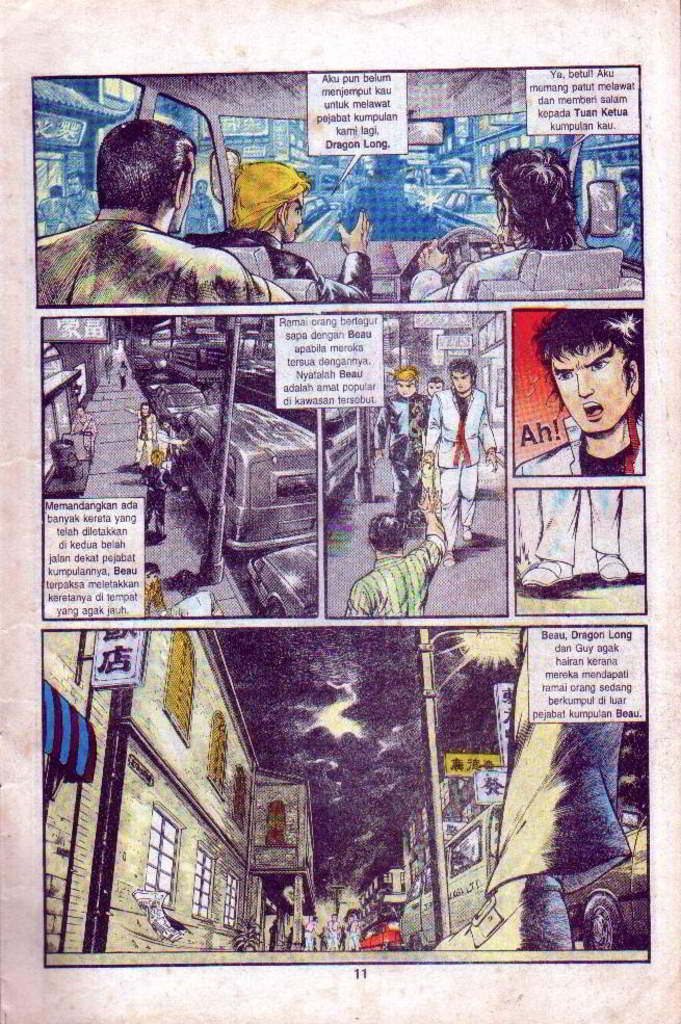 Aku pun belum
menjemput kau
untuk melawat
pejabat kumpulan
kami lagi,
Dragon Long.
Ya, betul! Aku
memang patut melawat
dan memberi salam
kepada Tuan Ketua
kumpulan kau.
Memandangkan ada
banyak kereta yang
telah diletakkan
di kedua belah
jalan pejabat
kumpulannya, Beau
terpaksa meletakkan
keretanya di tempat
yang agak jauh.
Ramai orang bertegur
sapa dengan Beau
apabila mereka
tersua dengannya.
Nyatalah Beau
adalah amat popular
di kawasan tersebut.
Ah!
Beau, Dragon Long
dan Guy agak
hairan kerana
mereka mendapati
ramai orang sedang
berkumpul di luar
pejabat kumpulan Beau.
店
發
11